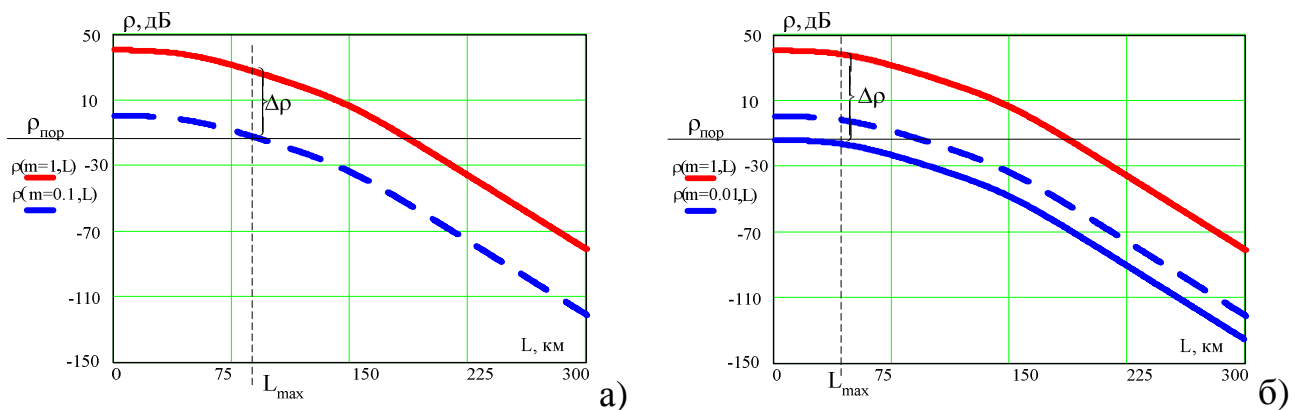 ρ, дБ
50
10
Δρ
ρпор
ρ(m=1,L)
-30
ρ(m=0.1,L)
-70
-110
L, км
-150
0
75
150
225
300
Lmax
а)
ρ, дБ
50
10
Δρ
ρпор
ρ(m=1,L)
-30
ρ(m=0.01,L)
-70
-110
L, км
-150
0
75
150
225
300
Lmax
б)